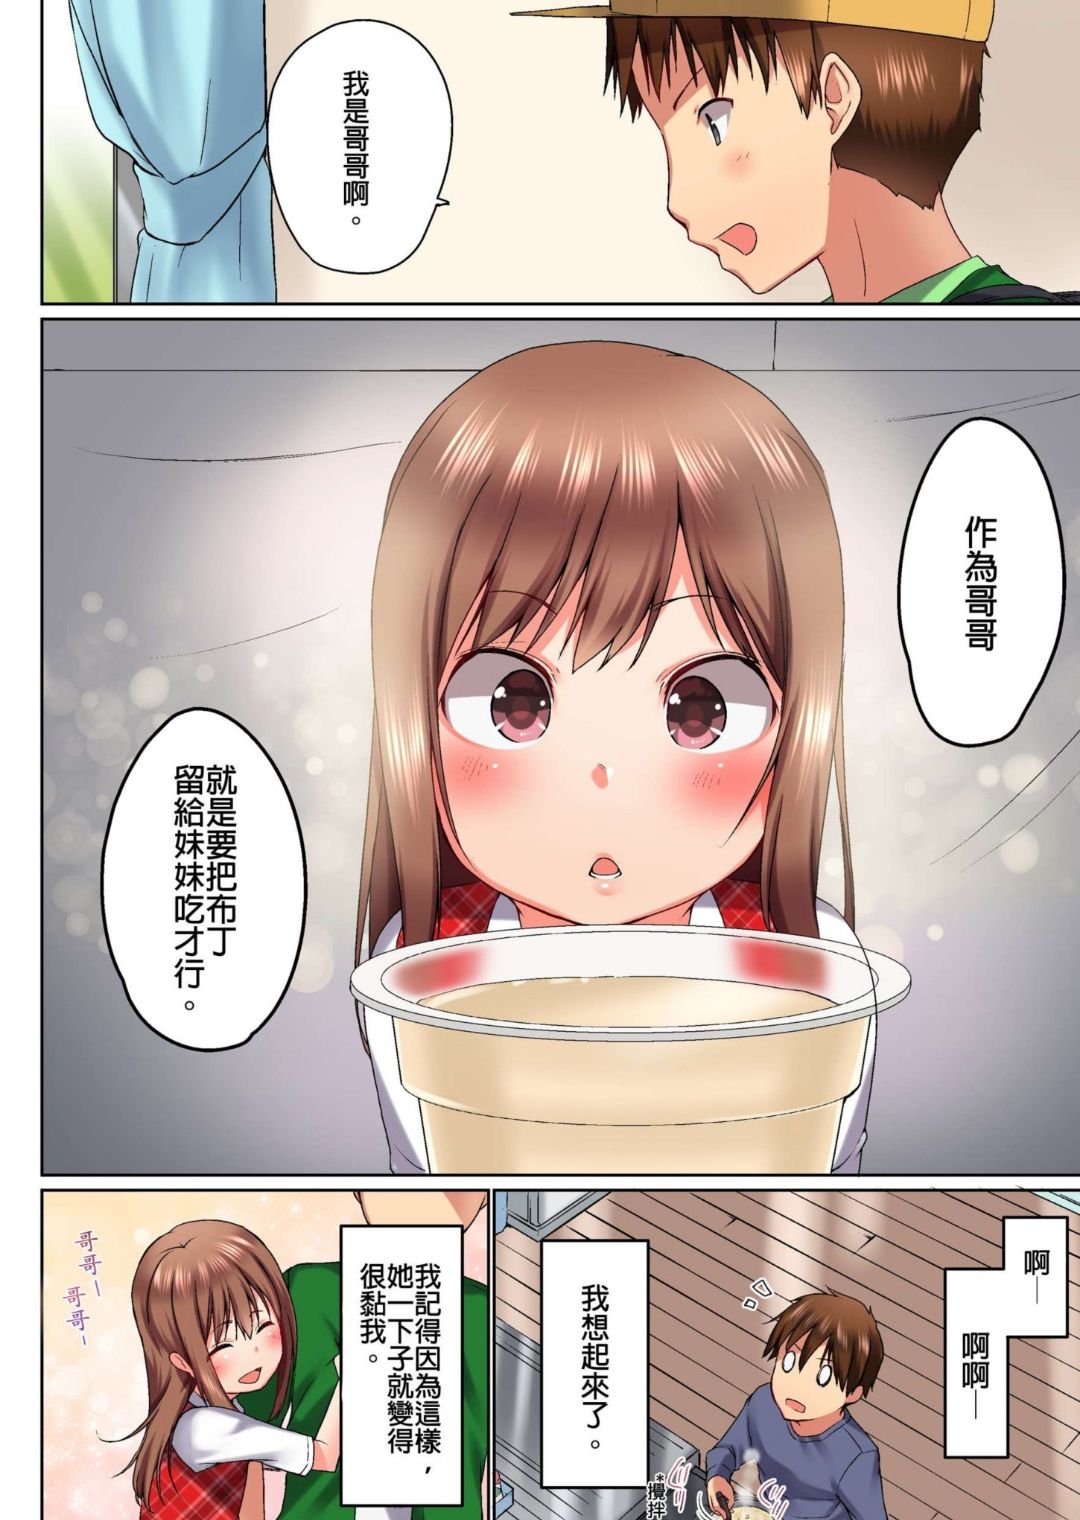 我是哥哥啊。
作為哥哥
就是要把布丁
留給妹妹吃才行。
啊──
啊啊──
我想起來了。
*攪拌
我記得因為這樣，
她一下子就變得
很黏我。
哥哥─
哥哥─